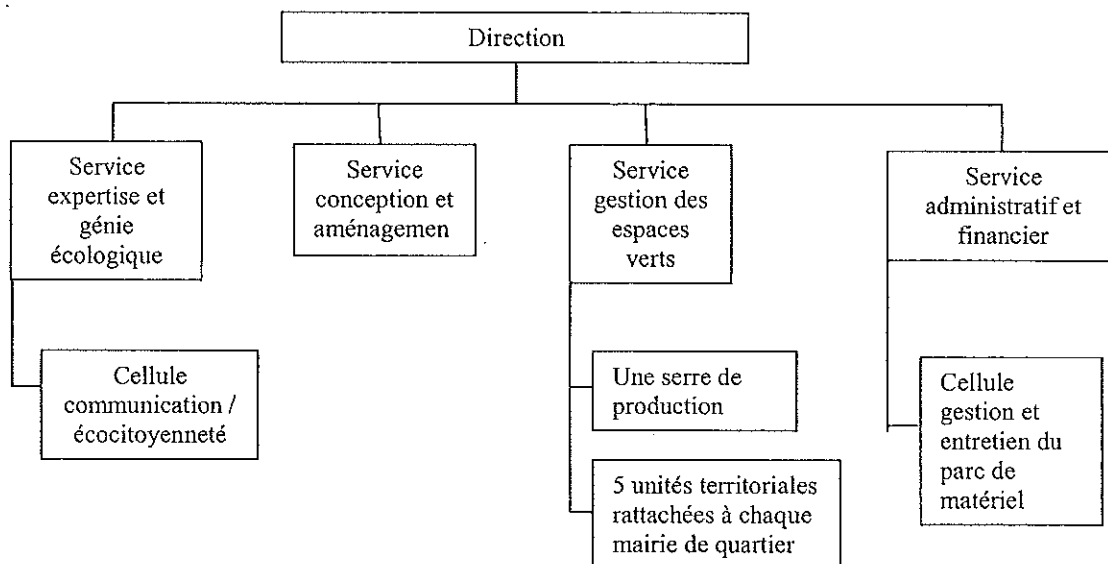 Direction
Service
expertise et
génie
écologique
Service
conception et
aménagemen
Service
gestion des
espaces
verts
Service
administratif et
financier
Cellule
communication /
écocitoyenneté
Une serre de
production
5 unités territoriales
rattachées à chaque
mairie de quartier
Cellule
gestion et
entretien du
parc de
matériel